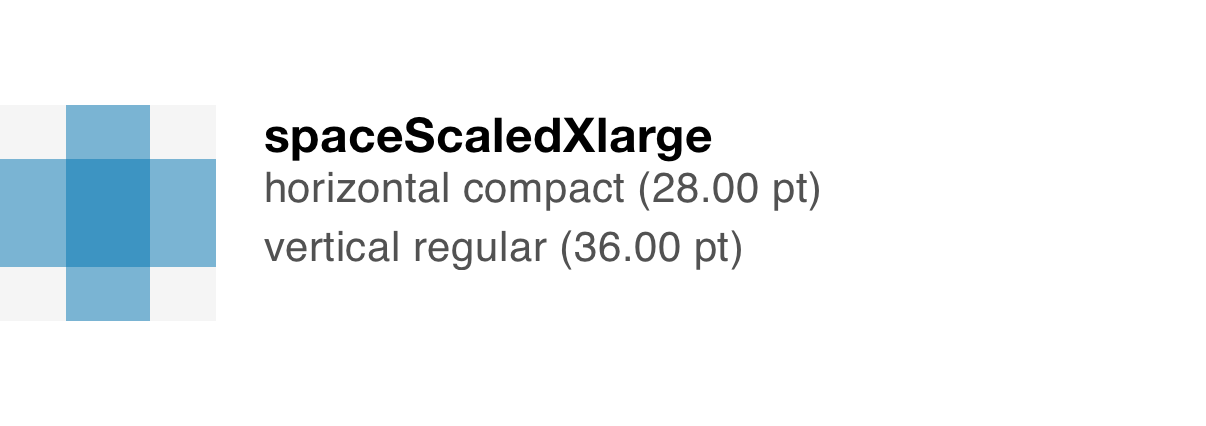 spaceScaledXlarge
horizontal compact (28.00 pt)
vertical regular (36.00 pt)